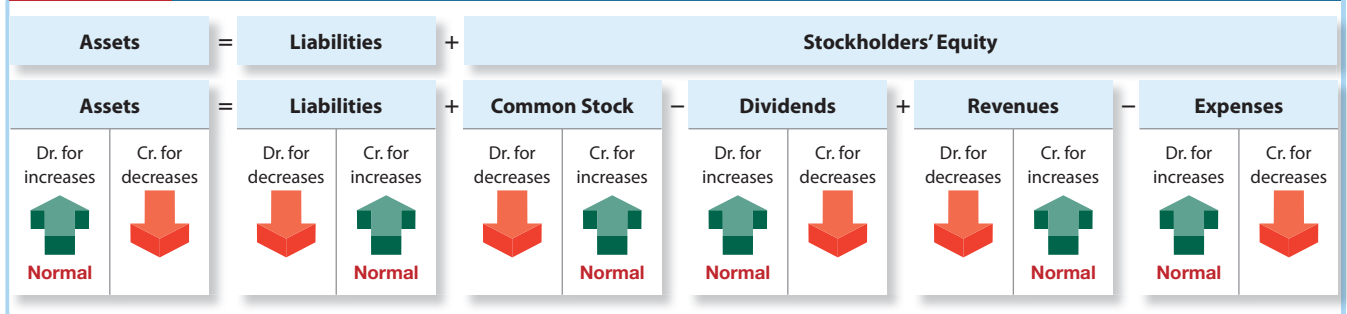 Assets = Liabilities + Stockholders' Equity
Assets = Liabilities + Common Stock − Dividends + Revenues − Expenses
Dr. for increases
Normal
Cr. for decreases
Dr. for decreases
Cr. for increases
Normal
Dr. for decreases
Cr. for increases
Normal
Dr. for increases
Normal
Cr. for decreases
Dr. for decreases
Cr. for increases
Normal
Dr. for increases
Normal
Cr. for decreases